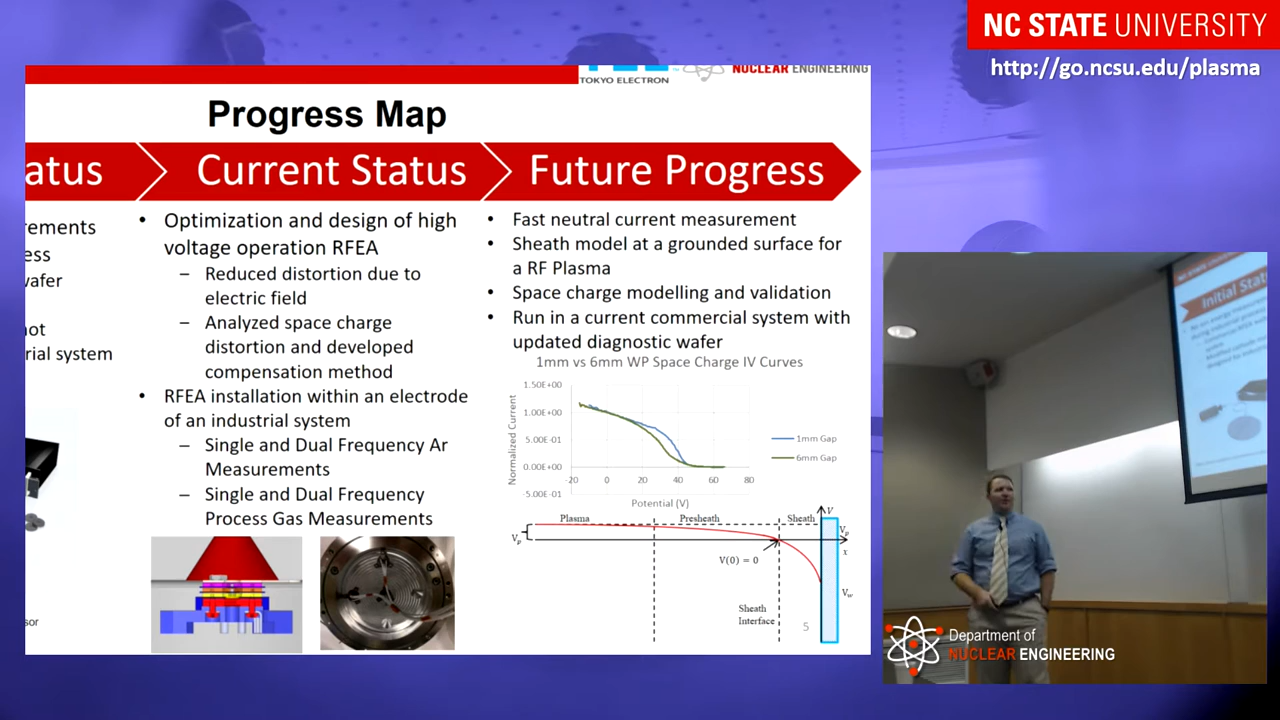 NC STATE UNIVERSITY
http://go.ncsu.edu/plasma
TOKYO ELECTRON
NUCLEAR ENGINEERING
Progress Map
atus
Current Status
Future Progress
rements
ess
vafer
not
rial system
sor
• Optimization and design of high
voltage operation RFEA
– Reduced distortion due to
electric field
– Analyzed space charge
distortion and developed
compensation method
• RFEA installation within an electrode
of an industrial system
– Single and Dual Frequency Ar
Measurements
– Single and Dual Frequency
Process Gas Measurements
• Fast neutral current measurement
• Sheath model at a grounded surface for
a RF Plasma
• Space charge modelling and validation
• Run in a current commercial system with
updated diagnostic wafer
1mm vs 6mm WP Space Charge IV Curves
Normalized Current
1.50E+00
1.00E+00
5.00E-01
0.00E+00
-5.00E-01
-20 0 20 40 60 80
Potential (V)
1mm Gap
6mm Gap
Plasma Presheath Sheath V
Vp
Vp
x
V(0) = 0
Vw
Sheath
Interface
5
Initial Stat
Department of
NUCLEAR ENGINEERING